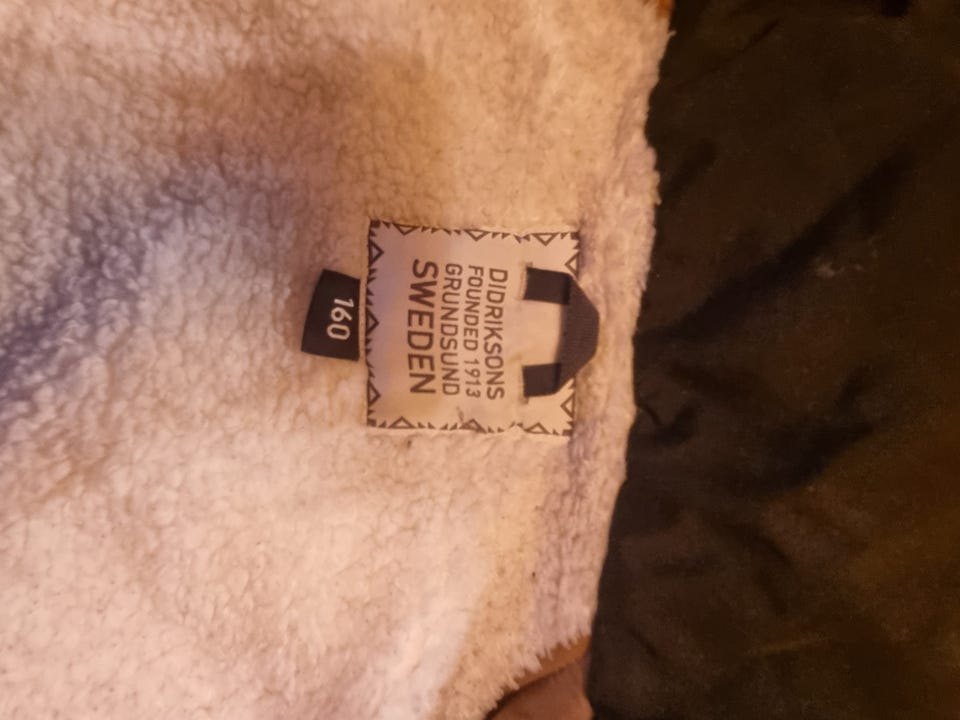 DIDRIKSONS
FOUNDED 1913
GRUNDSUND
SWEDEN
160